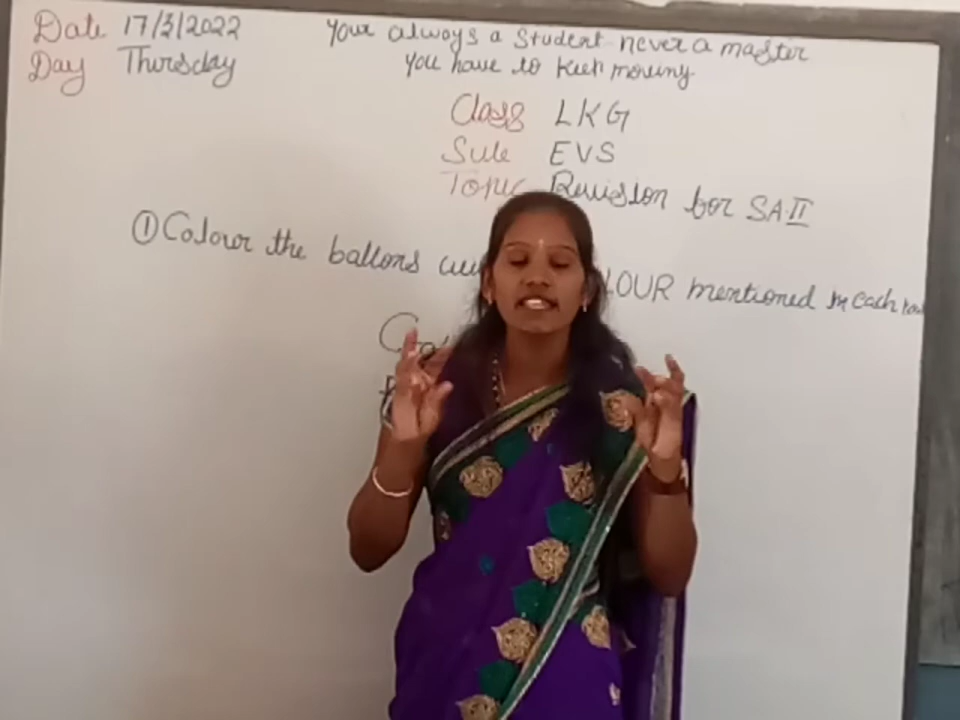 Date 17/3/2022
Day Thursday
Your always a student never a master
you have to keep moving
Class LKG
Sub EVS
Topic Revision for SA-II
① Colour the ballons LOUR mentioned in each